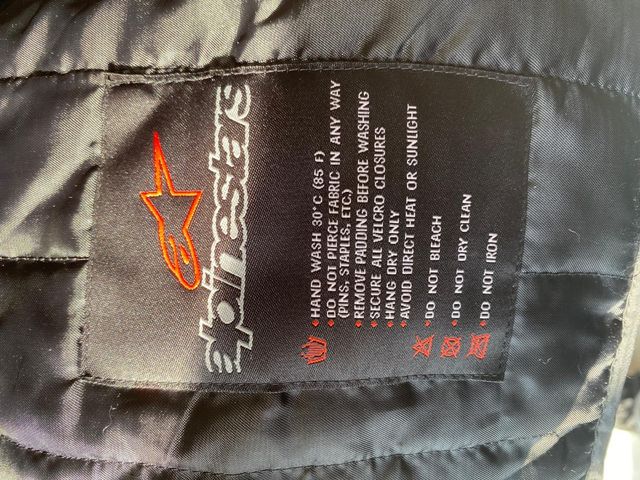 alpinestars
HAND WASH 30°C (85 F)
DO NOT PIERCE FABRIC IN ANY WAY
(PINS, STAPLES, ETC.)
REMOVE PADDING BEFORE WASHING
SECURE ALL VELCRO CLOSURES
HANG DRY ONLY
AVOID DIRECT HEAT OR SUNLIGHT
DO NOT BLEACH
DO NOT DRY CLEAN
DO NOT IRON